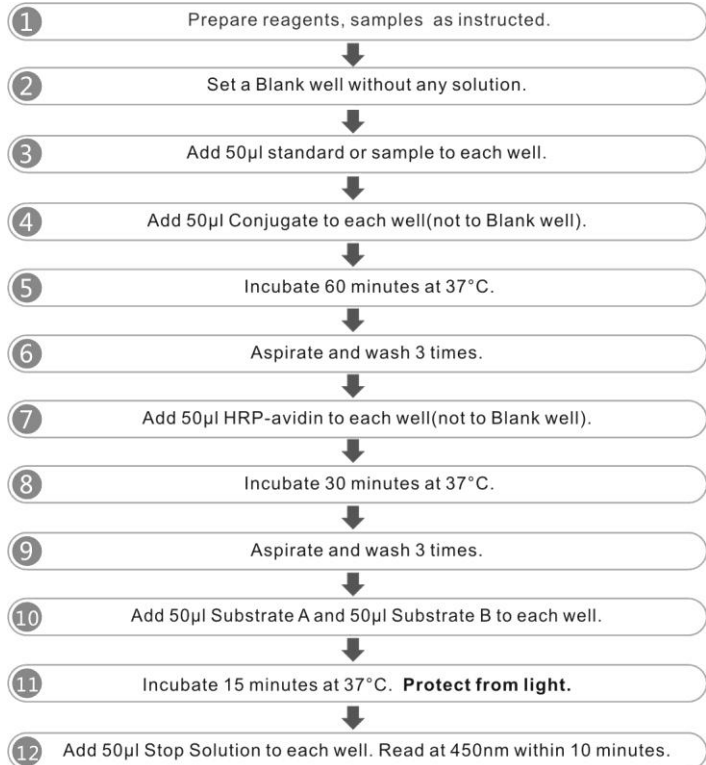 1 Prepare reagents, samples as instructed.
2 Set a Blank well without any solution.
3 Add 50μl standard or sample to each well.
4 Add 50μl Conjugate to each well(not to Blank well).
5 Incubate 60 minutes at 37°C.
6 Aspirate and wash 3 times.
7 Add 50μl HRP-avidin to each well(not to Blank well).
8 Incubate 30 minutes at 37°C.
9 Aspirate and wash 3 times.
10 Add 50μl Substrate A and 50μl Substrate B to each well.
11 Incubate 15 minutes at 37°C. Protect from light.
12 Add 50μl Stop Solution to each well. Read at 450nm within 10 minutes.